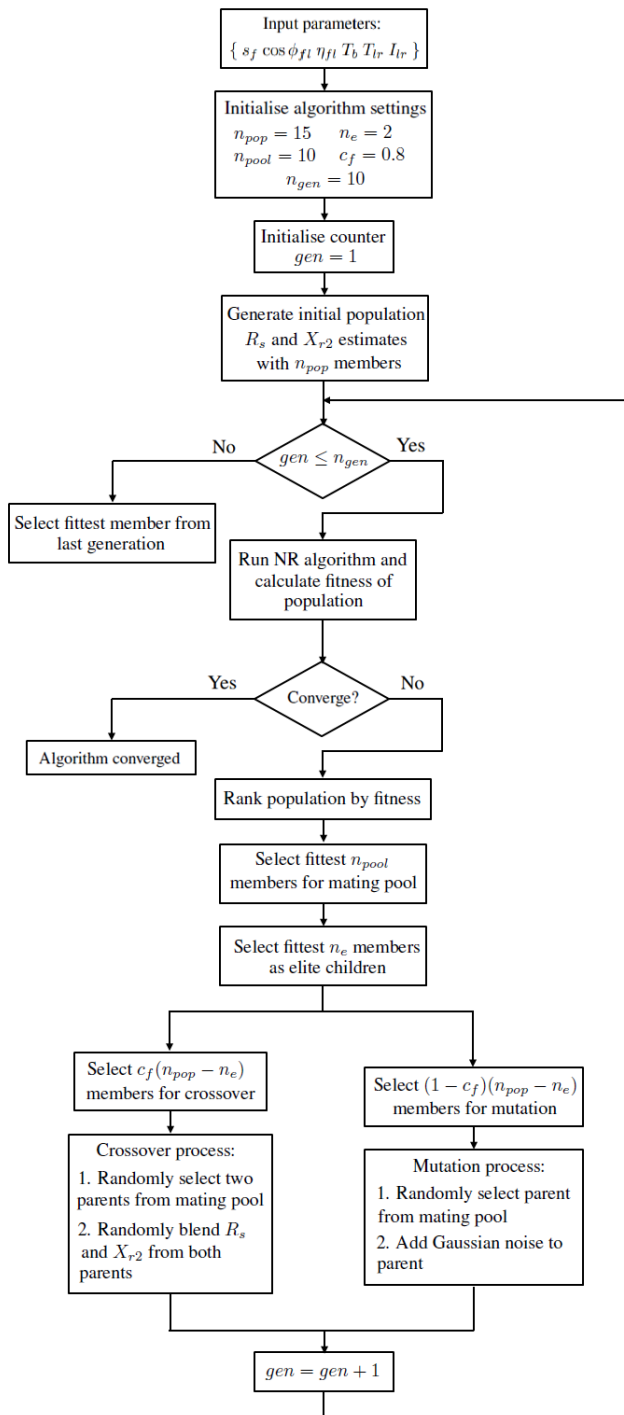 Input parameters:
{ s_f cos ϕ_fl η_fl T_b T_lr I_lr }
Initialise algorithm settings
n_pop = 15 n_e = 2
n_pool = 10 c_f = 0.8
n_gen = 10
Initialise counter
gen = 1
Generate initial population
R_s and X_r2 estimates
with n_pop members
No
Yes
gen ≤ n_gen
Select fittest member from
last generation
Run NR algorithm and
calculate fitness of
population
Yes
No
Converge?
Algorithm converged
Rank population by fitness
Select fittest n_pool
members for mating pool
Select fittest n_e members
as elite children
Select c_f(n_pop − n_e)
members for crossover
Select (1 − c_f)(n_pop − n_e)
members for mutation
Crossover process:
1. Randomly select two
parents from mating pool
2. Randomly blend R_s
and X_r2 from both
parents
Mutation process:
1. Randomly select parent
from mating pool
2. Add Gaussian noise to
parent
gen = gen + 1